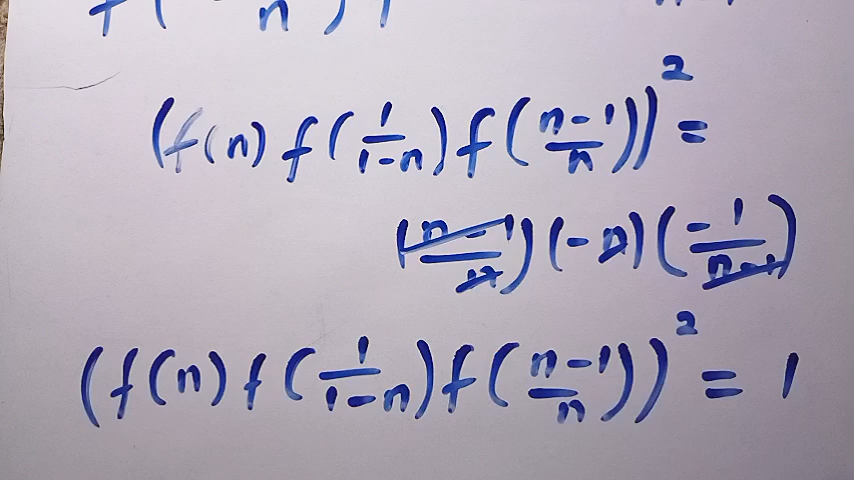 (f(n) f(1/(1-n)) f((n-1)/n))² =
((n-1)/n)(-n)(-1/(n-1))
(f(n) f(1/(1-n)) f((n-1)/n))² = 1